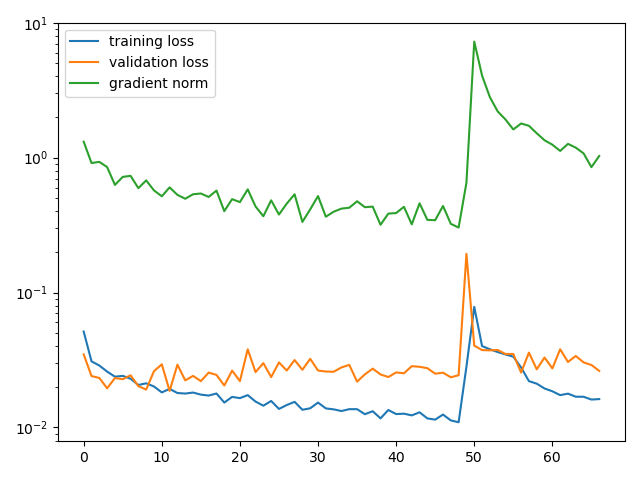 training loss
validation loss
gradient norm
10¹
10⁰
10⁻¹
10⁻²
0 10 20 30 40 50 60